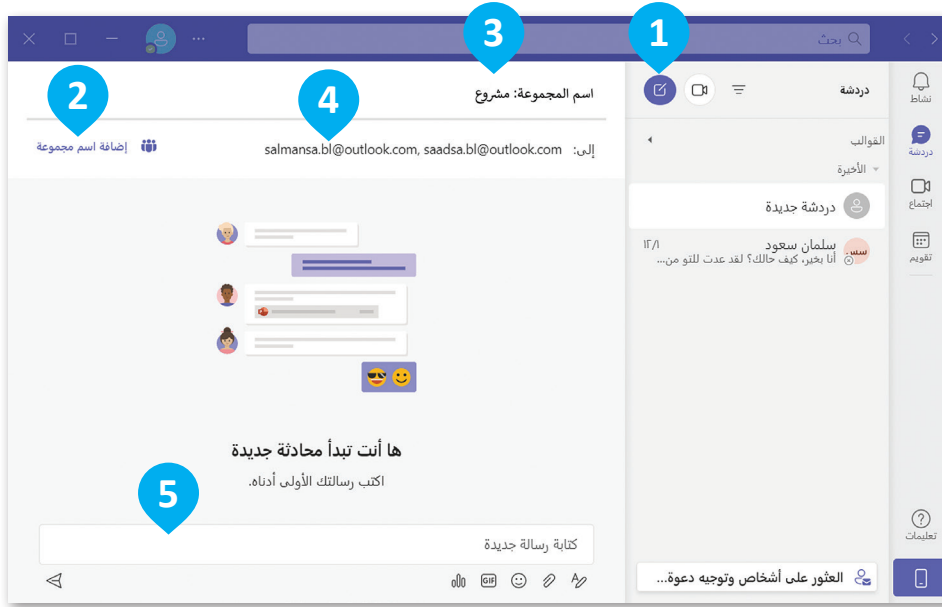 بحث
1
3
نشاط
دردشة
اجتماع
تقويم
تعليمات
دردشة
القوالب
الأخيرة
دردشة جديدة
سس
سلمان سعود
١٢/١
أنا بخير، كيف حالك؟ لقد عدت للتو من...
العثور على أشخاص وتوجيه دعوة...
اسم المجموعة: مشروع
2
4
إلى: salmansa.bl@outlook.com, saadsa.bl@outlook.com
إضافة اسم مجموعة
ها أنت تبدأ محادثة جديدة
اكتب رسالتك الأولى أدناه.
5
كتابة رسالة جديدة
GIF